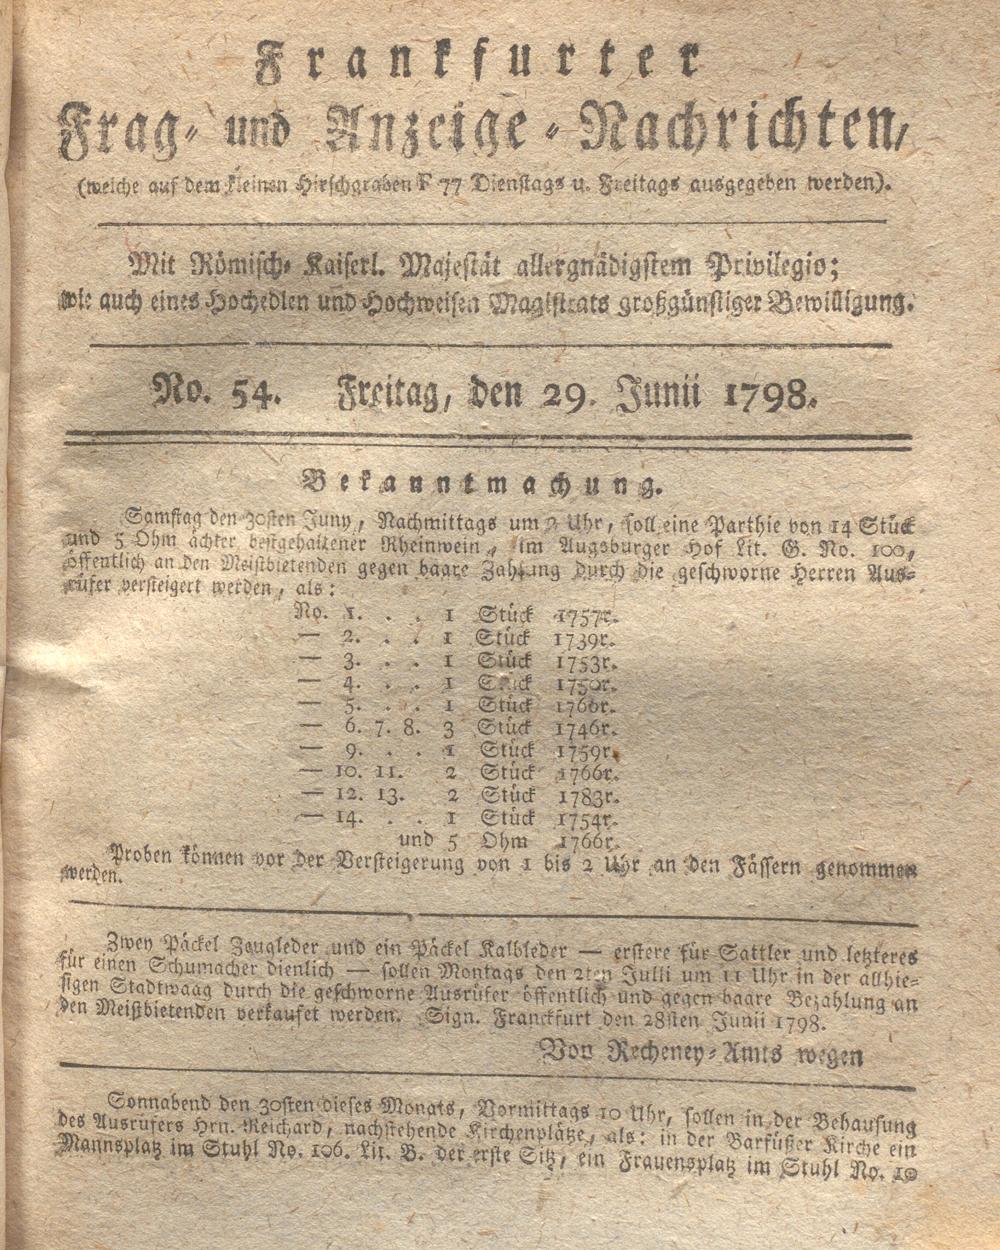 Frankfurter
Frag- und Anzeige-Nachrichten,
(welche auf dem kleinen Hirschgraben F 77 Dienstags u. Freitags ausgegeben werden).
Mit Römisch-Kaiserl. Majestät allergnädigstem Privilegio;
wie auch eines Hochedlen und Hochweisen Magistrats großgünstiger Bewilligung.
No. 54. Freitag, den 29. Junii 1798.
Bekanntmachung.
Samstag den 30sten Juny, Nachmittags um Uhr, soll eine Parthie von 14 Stück
und 5 Ohm ächter bestgehaltener Rheinwein, im Augsburger Hof Lit. G. No. 100,
öffentlich an den Meistbietenden gegen baare Zahlung durch die geschworne Herren Aus-
rüfer versteigert werden, als:
No. 1. . . 1 Stück 1757r.
— 2. . . 1 Stück 1739r.
— 3. . . 1 Stück 1753r.
— 4. . . 1 Stück 1750r.
— 5. . . 1 Stück 1760r.
— 6. 7. 8. 3 Stück 1746r.
— 9. . . 1 Stück 1759r.
— 10. 11. 2 Stück 1766r.
— 12. 13. 2 Stück 1783r.
— 14. . . 1 Stück 1754r.
und 5 Ohm 1766r.
Proben können vor der Versteigerung von 1 bis 2 Uhr an den Fässern genommen
werden.
Zwey Päckel Zeugleder und ein Päckel Kalbleder — erstere für Sattler und letzteres
für einen Schumacher dienlich — sollen Montags den 2ten Julii um 11 Uhr in der allhie-
sigen Stadtwaag durch die geschworne Ausrüfer öffentlich und gegen baare Bezahlung an
den Meistbietenden verkaufet werden. Sign. Franckfurt den 28sten Junii 1798.
Von Recheney-Amts wegen
Sonnabend den 30sten dieses Monats, Vormittags 10 Uhr, sollen in der Behausung
des Ausrufers Hrn. Reichard, nachstehende Kirchenplätze, als: in der Barfüßer Kirche ein
Mannsplatz im Stuhl No. 106. Lit. B. der erste Sitz, ein Frauensplatz im Stuhl No. 10